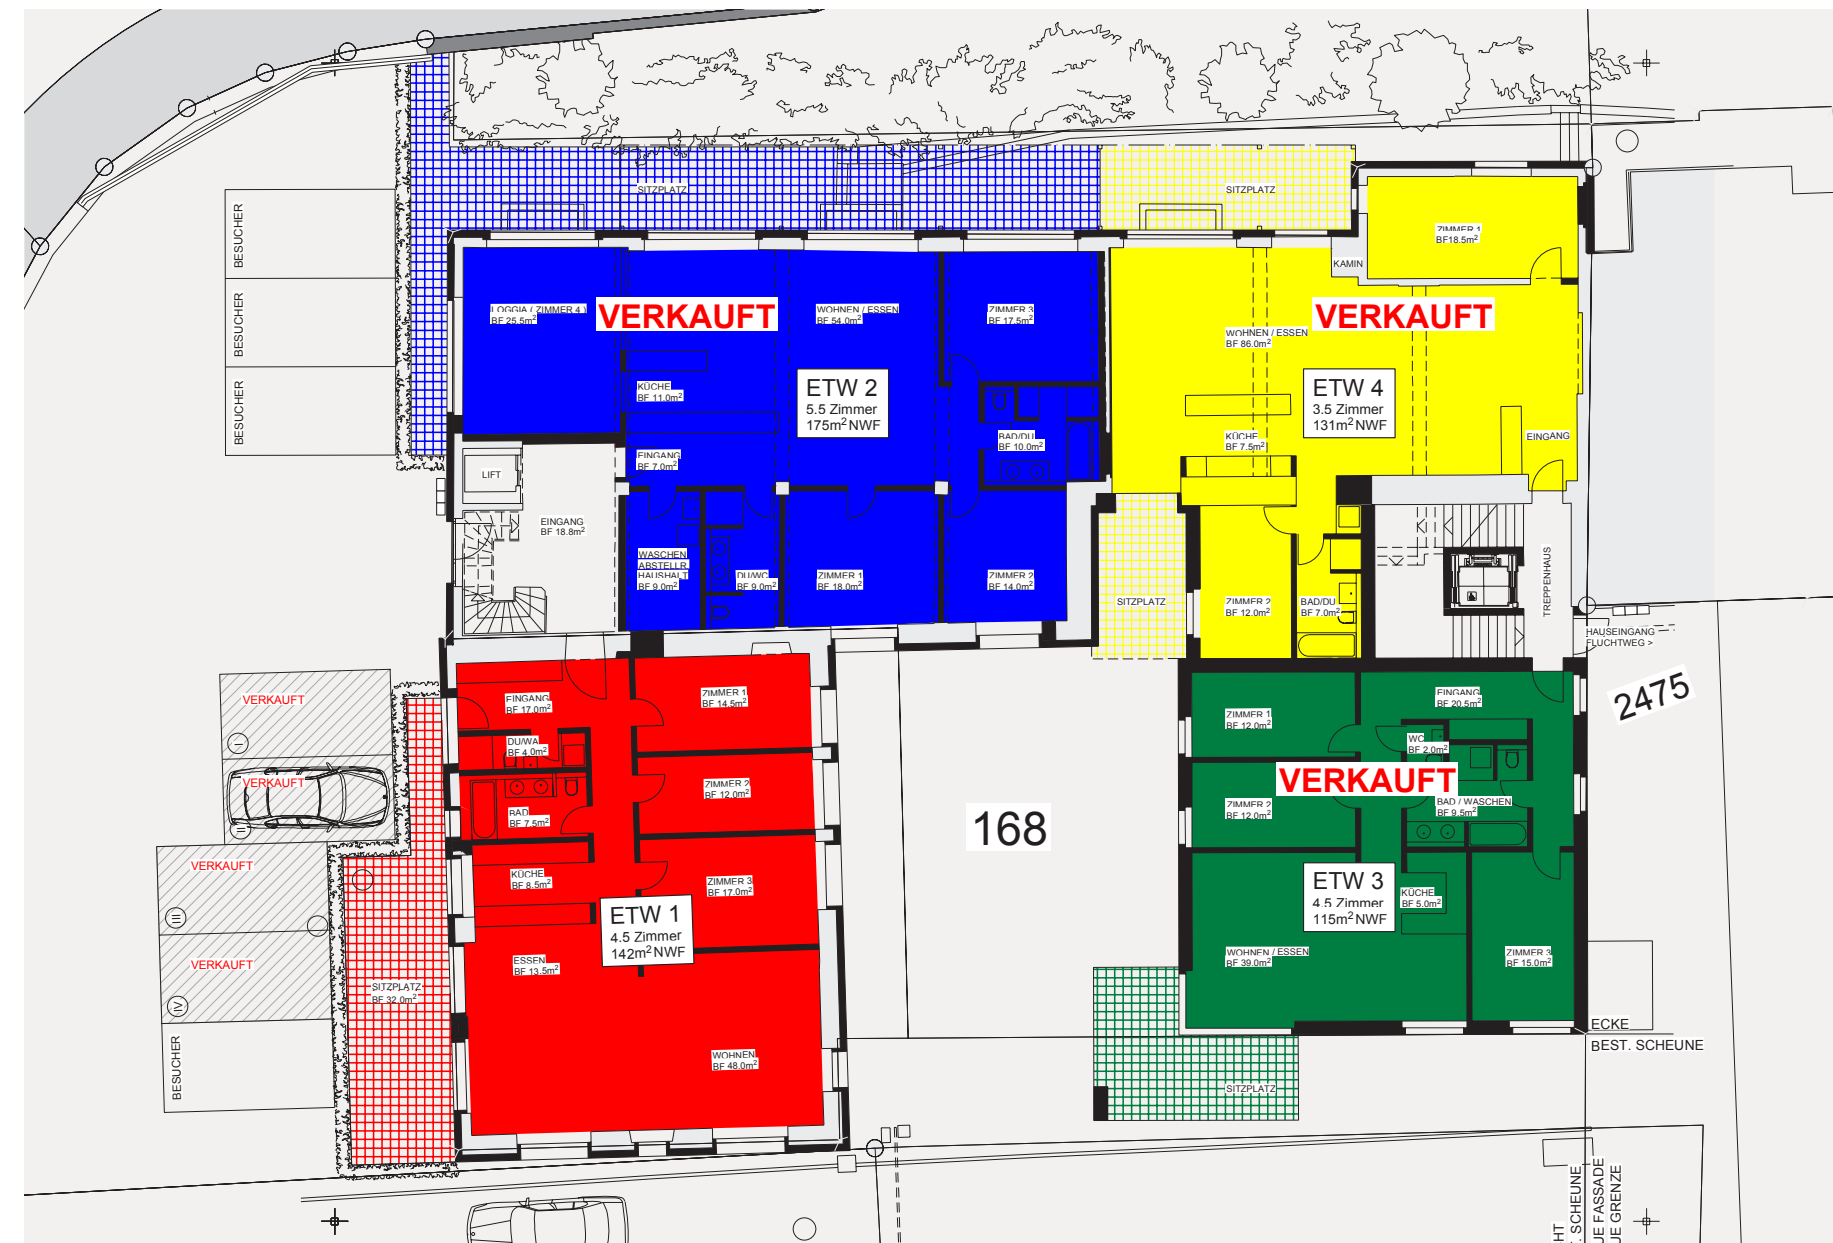 SITZPLATZ
SITZPLATZ
BESUCHER
BESUCHER
BESUCHER
ZIMMER 1
BF18.5m²
KAMIN
LOGGIA ( ZIMMER 4 )
BF 25.5m²
VERKAUFT
WOHNEN / ESSEN
BF 54.0m²
ZIMMER 3
BF 17.5m²
VERKAUFT
WOHNEN / ESSEN
BF 86.0m²
KÜCHE
BF 11.0m²
ETW 2
5.5 Zimmer
175m² NWF
ETW 4
3.5 Zimmer
131m² NWF
BAD/DU
BF 10.0m²
KÜCHE
BF 7.5m²
EINGANG
EINGANG
BF 7.0m²
LIFT
EINGANG
BF 18.8m²
WASCHEN
ABSTELLR.
HAUSHALT
BF 9.0m²
DU/WC
BF 9.0m²
ZIMMER 1
BF 18.0m²
ZIMMER 2
BF 14.0m²
SITZPLATZ
ZIMMER 2
BF 12.0m²
BAD/DU
BF 7.0m²
TREPPENHAUS
HAUSEINGANG
FLUCHTWEG >
2475
VERKAUFT
VERKAUFT
VERKAUFT
VERKAUFT
I
II
III
IV
BESUCHER
EINGANG
BF 17.0m²
ZIMMER 1
BF 14.5m²
DU/WA
BF 4.0m²
ZIMMER 2
BF 12.0m²
BAD
BF 7.5m²
KÜCHE
BF 8.5m²
ZIMMER 3
BF 17.0m²
ETW 1
4.5 Zimmer
142m² NWF
ESSEN
BF 13.5m²
SITZPLATZ
BF 32.0m²
WOHNEN
BF 48.0m²
168
EINGANG
BF 20.5m²
ZIMMER 1
BF 12.0m²
WC
BF 2.0m²
VERKAUFT
ZIMMER 2
BF 12.0m²
BAD / WASCHEN
BF 9.5m²
ETW 3
4.5 Zimmer
115m² NWF
KÜCHE
BF 5.0m²
WOHNEN / ESSEN
BF 39.0m²
ZIMMER 3
BF 15.0m²
SITZPLATZ
ECKE
BEST. SCHEUNE
HT
. SCHEUNE
UE FASSADE
UE GRENZE